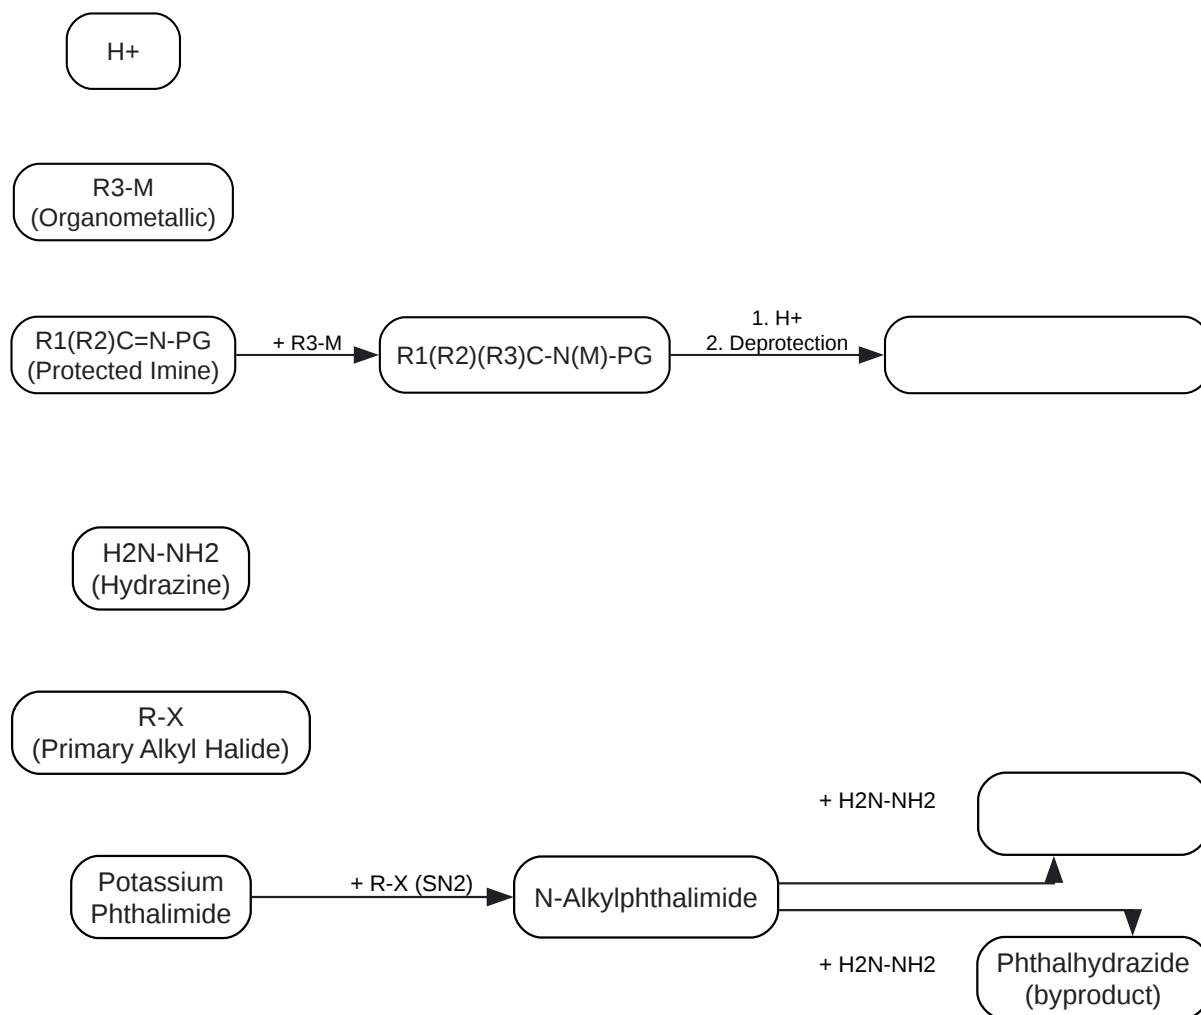 H+
R3-M
(Organometallic)
R1(R2)C=N-PG
(Protected Imine)
+ R3-M
R1(R2)(R3)C-N(M)-PG
1. H+
2. Deprotection
H2N-NH2
(Hydrazine)
R-X
(Primary Alkyl Halide)
+ H2N-NH2
Potassium
Phthalimide
+ R-X (SN2)
N-Alkylphthalimide
+ H2N-NH2
Phthalhydrazide
(byproduct)